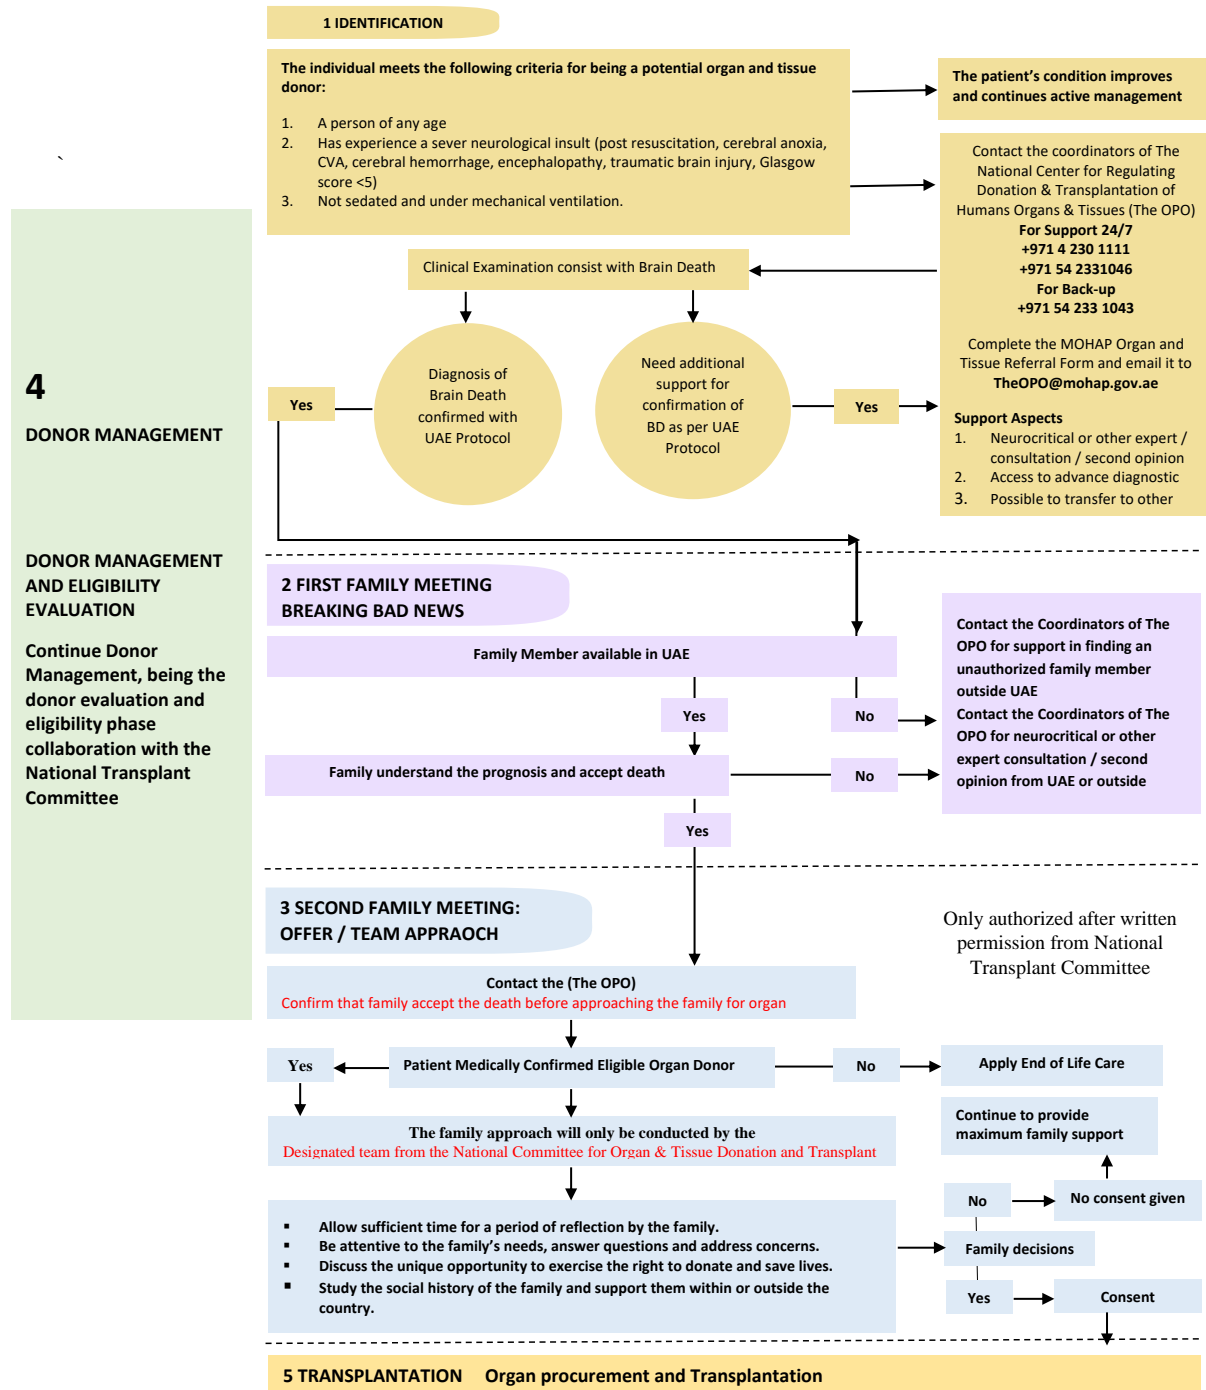 1 IDENTIFICATION
The individual meets the following criteria for being a potential organ and tissue
donor:
1. A person of any age
2. Has experience a sever neurological insult (post resuscitation, cerebral anoxia,
CVA, cerebral hemorrhage, encephalopathy, traumatic brain injury, Glasgow
score <5)
3. Not sedated and under mechanical ventilation.
The patient’s condition improves
and continues active management
Contact the coordinators of The
National Center for Regulating
Donation & Transplantation of
Humans Organs & Tissues (The OPO)
For Support 24/7
+971 4 230 1111
+971 54 2331046
For Back-up
+971 54 233 1043
Complete the MOHAP Organ and
Tissue Referral Form and email it to
TheOPO@mohap.gov.ae
Support Aspects
1. Neurocritical or other expert /
consultation / second opinion
2. Access to advance diagnostic
3. Possible to transfer to other
`
Clinical Examination consist with Brain Death
Diagnosis of
Brain Death
confirmed with
UAE Protocol
Yes
Need additional
support for
confirmation of
BD as per UAE
Protocol
Yes
4
DONOR MANAGEMENT
DONOR MANAGEMENT
AND ELIGIBILITY
EVALUATION
Continue Donor
Management, being the
donor evaluation and
eligibility phase
collaboration with the
National Transplant
Committee
2 FIRST FAMILY MEETING
BREAKING BAD NEWS
Family Member available in UAE
Yes
No
Family understand the prognosis and accept death
No
Yes
Contact the Coordinators of The
OPO for support in finding an
unauthorized family member
outside UAE
Contact the Coordinators of The
OPO for neurocritical or other
expert consultation / second
opinion from UAE or outside
3 SECOND FAMILY MEETING:
OFFER / TEAM APPRAOCH
Only authorized after written
permission from National
Transplant Committee
Contact the (The OPO)
Confirm that family accept the death before approaching the family for organ
Yes
Patient Medically Confirmed Eligible Organ Donor
No
Apply End of Life Care
The family approach will only be conducted by the
Designated team from the National Committee for Organ & Tissue Donation and Transplant
Continue to provide
maximum family support
▪ Allow sufficient time for a period of reflection by the family.
▪ Be attentive to the family’s needs, answer questions and address concerns.
▪ Discuss the unique opportunity to exercise the right to donate and save lives.
▪ Study the social history of the family and support them within or outside the
country.
No
No consent given
Family decisions
Yes
Consent
5 TRANSPLANTATION Organ procurement and Transplantation